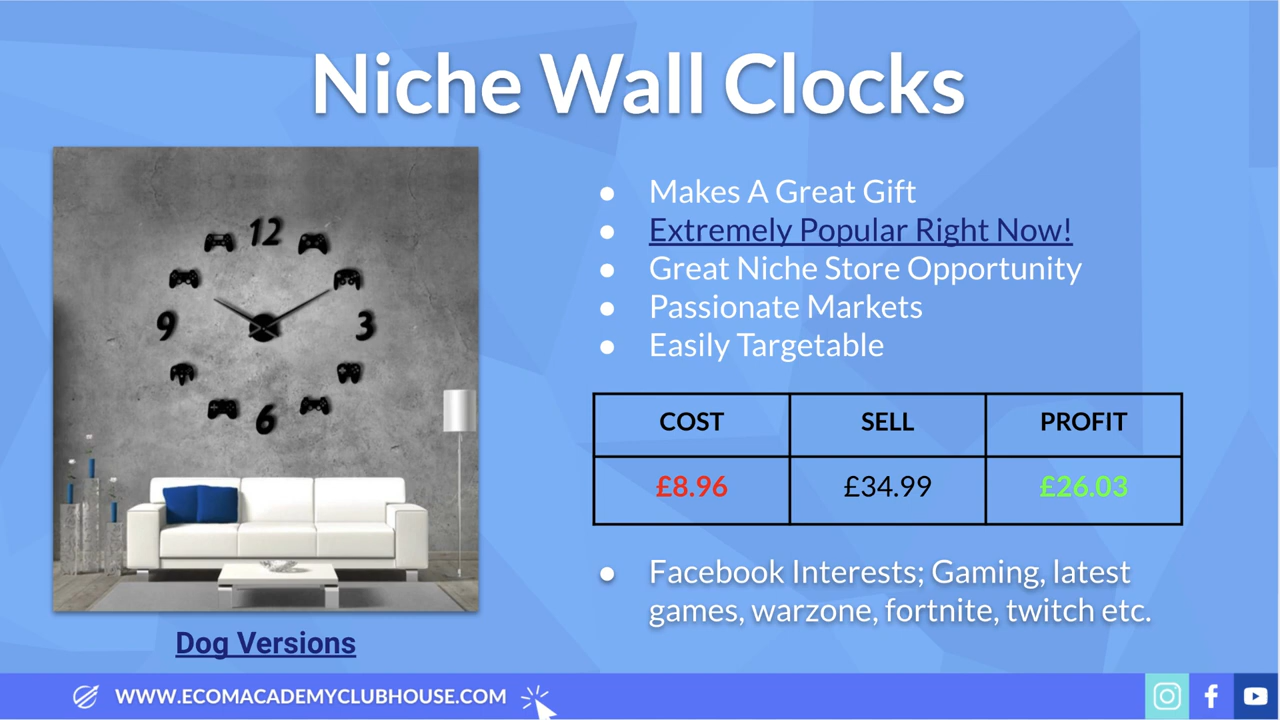 Niche Wall Clocks
12
9
3
6
Dog Versions
● Makes A Great Gift
● Extremely Popular Right Now!
● Great Niche Store Opportunity
● Passionate Markets
● Easily Targetable
COST SELL PROFIT
£8.96 £34.99 £26.03
● Facebook Interests; Gaming, latest
games, warzone, fortnite, twitch etc.
WWW.ECOMACADEMYCLUBHOUSE.COM